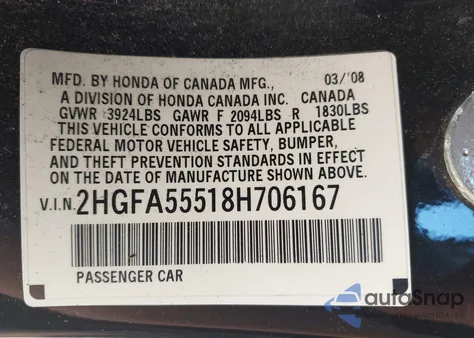 MFD. BY HONDA OF CANADA MFG., 03/'08
A DIVISION OF HONDA CANADA INC. CANADA
GVWR 3924LBS GAWR F 2094LBS R 1830LBS
THIS VEHICLE CONFORMS TO ALL APPLICABLE
FEDERAL MOTOR VEHICLE SAFETY, BUMPER,
AND THEFT PREVENTION STANDARDS IN EFFECT
ON THE DATE OF MANUFACTURE SHOWN ABOVE.
V.I.N. 2HGFA55518H706167
PASSENGER CAR
autoSnap